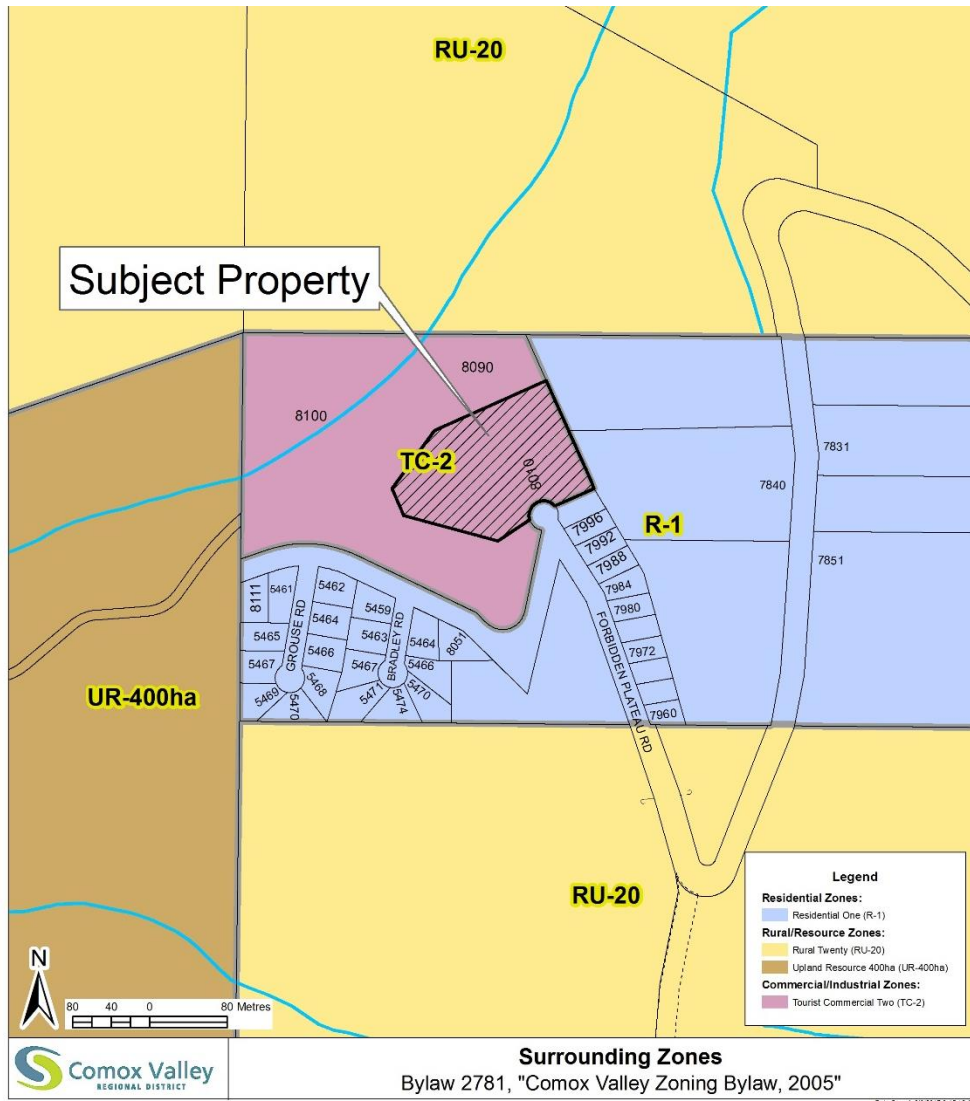 RU-20
Subject Property
8090
8100
TC-2
8010
7831
7840
R-1
7996
7992
7988
7851
7984
7980
7972
7960
FORBIDDEN PLATEAU RD
8111
5461
5462
5459
5464
5463
5464
8051
5465
5466
5466
5467
5467
5470
5469
5468
5471
5474
5470
GROUSE RD
BRADLEY RD
UR-400ha
RU-20
Legend
Residential Zones:
Residential One (R-1)
Rural/Resource Zones:
Rural Twenty (RU-20)
Upland Resource 400ha (UR-400ha)
Commercial/Industrial Zones:
Tourist Commercial Two (TC-2)
N
80 40 0 80 Metres
Comox Valley
REGIONAL DISTRICT
Surrounding Zones
Bylaw 2781, "Comox Valley Zoning Bylaw, 2005"